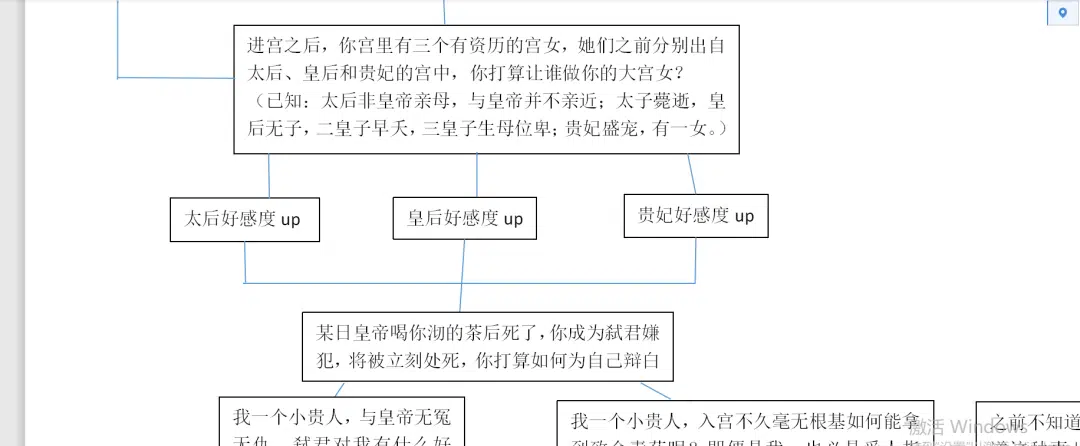 进宫之后，你宫里有三个有资历的宫女，她们之前分别出自
太后、皇后和贵妃的宫中，你打算让谁做你的大宫女？
（已知：太后非皇帝亲母，与皇帝并不亲近；太子薨逝，皇
后无子，二皇子早夭，三皇子生母位卑；贵妃盛宠，有一女。）
太后好感度 up
皇后好感度 up
贵妃好感度 up
某日皇帝喝你沏的茶后死了，你成为弑君嫌
犯，将被立刻处死，你打算如何为自己辩白
我一个小贵人，与皇帝无冤
无仇，弑君对我有什么好
我一个小贵人，入宫不久毫无根基如何能拿
到致命毒药呢？即便是我，也必是受人指
之前不知道
激活 Windows